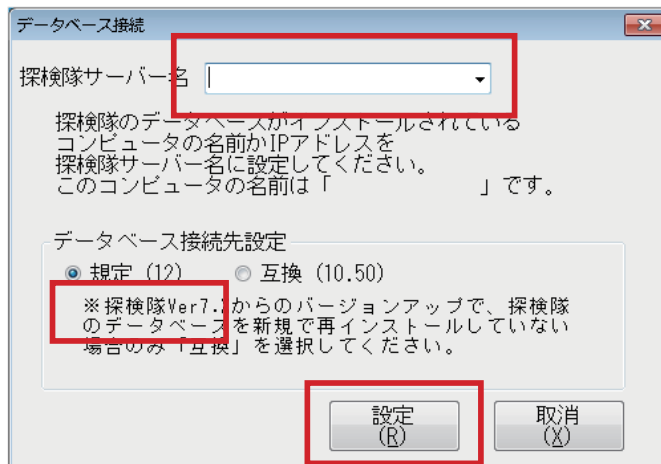 データベース接続
探検隊サーバー名
探検隊のデータベースがインストールされている
コンピュータの名前かIPアドレスを
探検隊サーバー名に設定してください。
このコンピュータの名前は「 」です。
データベース接続先設定
規定 (12) 互換 (10.50)
※探検隊Ver7.2からのバージョンアップで、探検隊
のデータベースを新規で再インストールしていない
場合のみ「互換」を選択してください。
設定 取消
(R) (X)